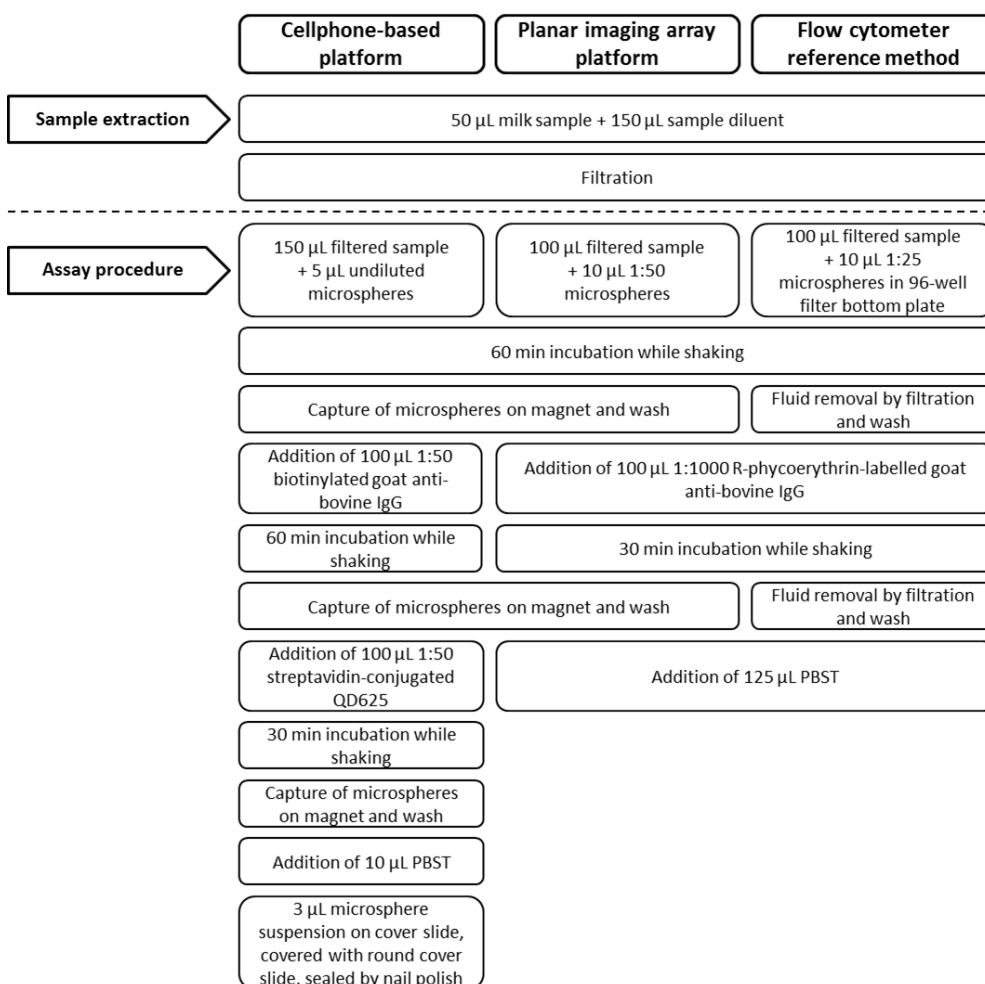 Cellphone-based
platform
Planar imaging array
platform
Flow cytometer
reference method
Sample extraction
50 µL milk sample + 150 µL sample diluent
Filtration
Assay procedure
150 µL filtered sample
+ 5 µL undiluted
microspheres
100 µL filtered sample
+ 10 µL 1:50
microspheres
100 µL filtered sample
+ 10 µL 1:25
microspheres in 96-well
filter bottom plate
60 min incubation while shaking
Capture of microspheres on magnet and wash
Fluid removal by filtration
and wash
Addition of 100 µL 1:50
biotinylated goat anti-
bovine IgG
Addition of 100 µL 1:1000 R-phycoerythrin-labelled goat
anti-bovine IgG
60 min incubation while
shaking
30 min incubation while shaking
Capture of microspheres on magnet and wash
Fluid removal by filtration
and wash
Addition of 100 µL 1:50
streptavidin-conjugated
QD625
Addition of 125 µL PBST
30 min incubation while
shaking
Capture of microspheres
on magnet and wash
Addition of 10 µL PBST
3 µL microsphere
suspension on cover slide,
covered with round cover
slide, sealed by nail polish